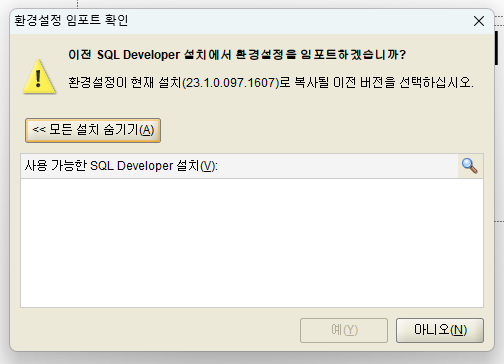 환경설정 임포트 확인
이전 SQL Developer 설치에서 환경설정을 임포트하겠습니까?
환경설정이 현재 설치(23.1.0.097.1607)로 복사될 이전 버전을 선택하십시오.
<< 모든 설치 숨기기(A)
사용 가능한 SQL Developer 설치(V):
예(Y)
아니오(N)